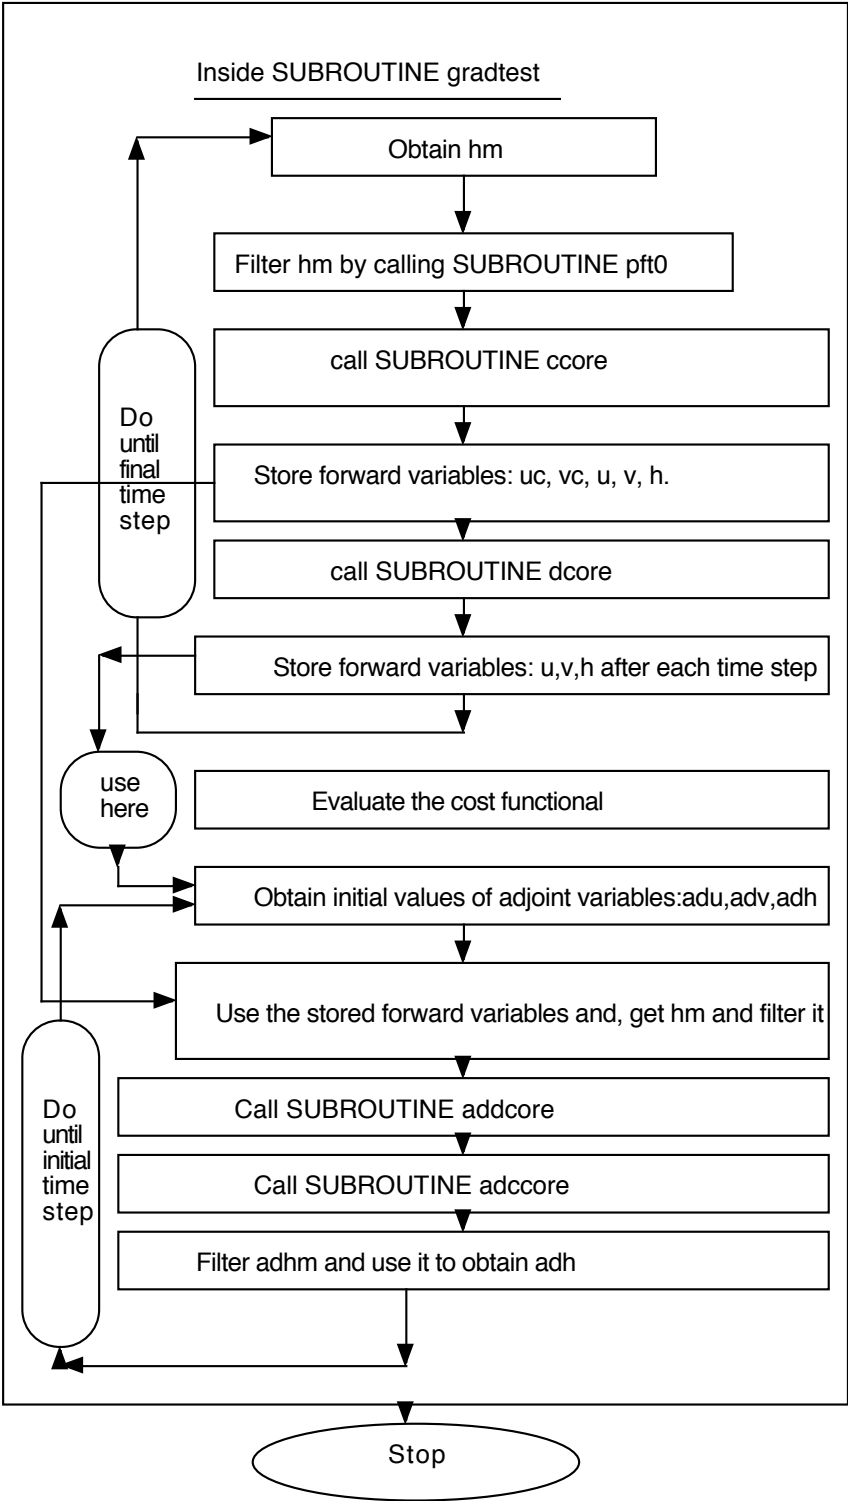 Inside SUBROUTINE gradtest
Obtain hm
Filter hm by calling SUBROUTINE pft0
call SUBROUTINE ccore
Do
until
final
time
step
Store forward variables: uc, vc, u, v, h.
call SUBROUTINE dcore
Store forward variables: u,v,h after each time step
use
here
Evaluate the cost functional
Obtain initial values of adjoint variables:adu,adv,adh
Use the stored forward variables and, get hm and filter it
Do
until
initial
time
step
Call SUBROUTINE addcore
Call SUBROUTINE adccore
Filter adhm and use it to obtain adh
Stop